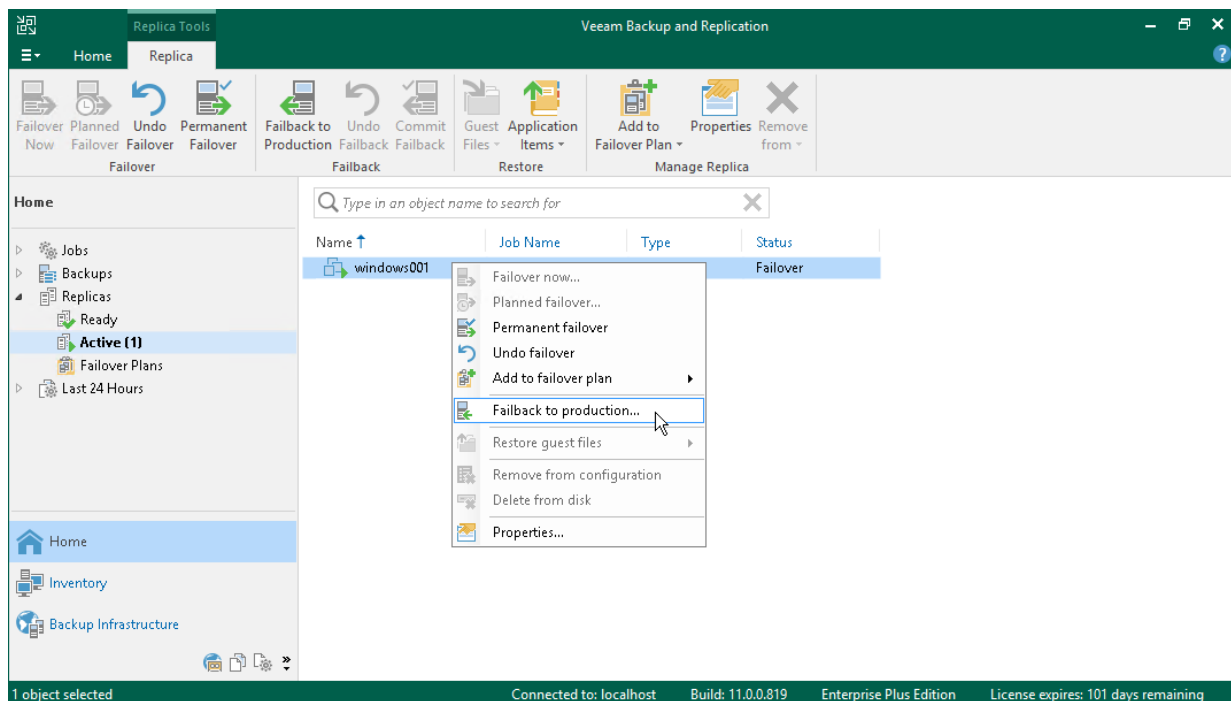 Replica Tools
Veeam Backup and Replication
Home Replica
Failover Now
Planned Failover
Undo Failover
Permanent Failover
Failback to Production
Undo Failback
Commit Failback
Guest Files
Application Items
Add to Failover Plan
Properties
Remove from
Failover Failback Restore Manage Replica
Home
Type in an object name to search for
Jobs
Backups
Replicas
Ready
Active (1)
Failover Plans
Last 24 Hours
Name Job Name Type Status
windows001 Failover
Failover now...
Planned failover...
Permanent failover
Undo failover
Add to failover plan
Failback to production...
Restore guest files
Remove from configuration
Delete from disk
Properties...
Home
Inventory
Backup Infrastructure
1 object selected Connected to: localhost Build: 11.0.0.819 Enterprise Plus Edition License expires: 101 days remaining